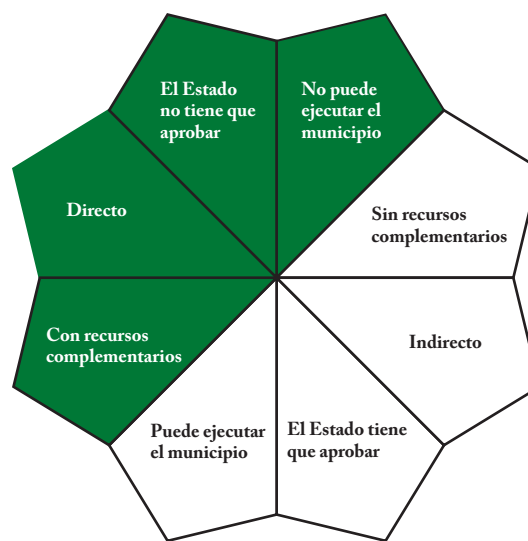 El Estado
no tiene que
aprobar
No puede
ejecutar el
municipio
Directo
Sin recursos
complementarios
Con recursos
complementarios
Indirecto
Puede ejecutar
el municipio
El Estado tiene
que aprobar